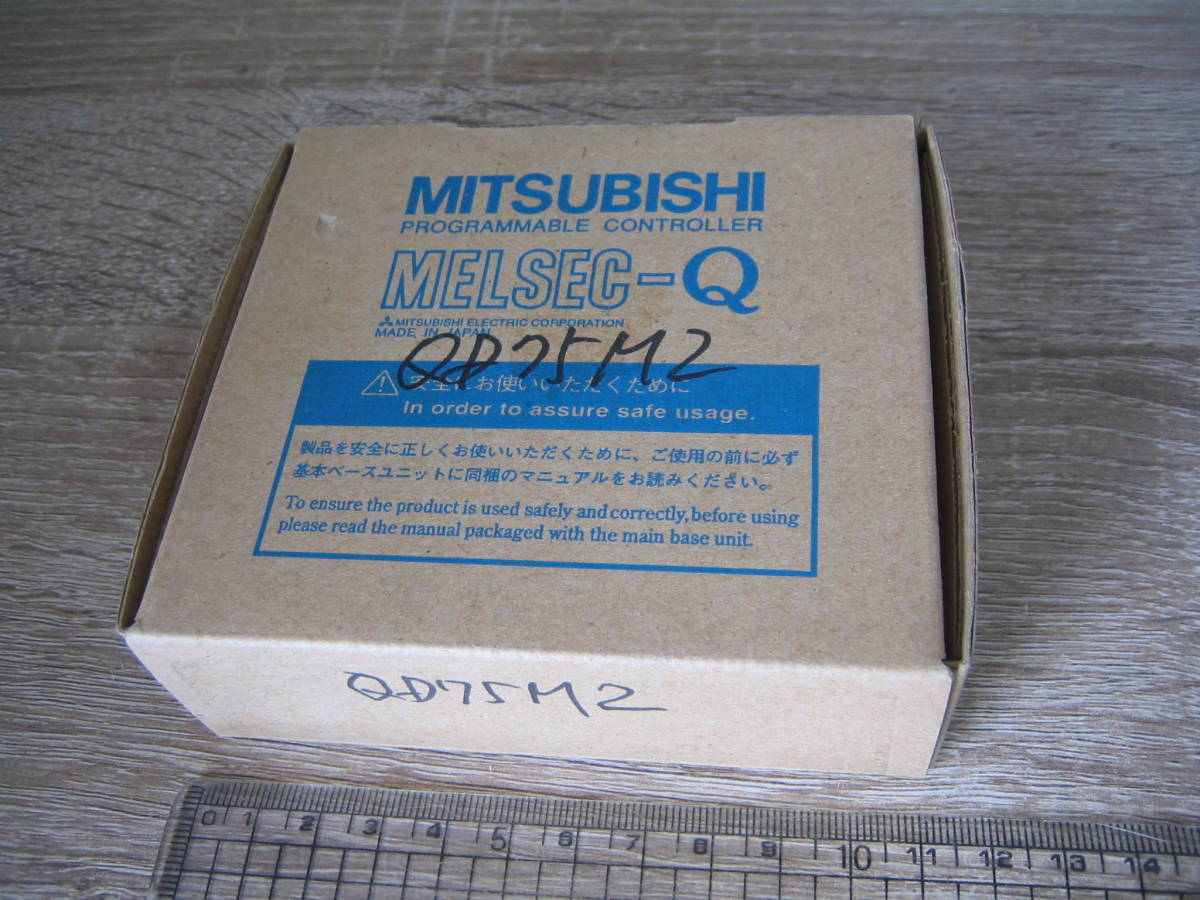 MITSUBISHI
PROGRAMMABLE CONTROLLER
MELSEC-Q
MITSUBISHI ELECTRIC CORPORATION
MADE IN JAPAN
QD75M2
安全にお使いいただくために
In order to assure safe usage.
製品を安全に正しくお使いいただくために、ご使用の前に必ず
基本ベースユニットに同梱のマニュアルをお読みください。
To ensure the product is used safely and correctly, before using
please read the manual packaged with the main base unit.
QD75M2
0 1 2 3 4 5 6 7 8 9 10 11 12 13 14